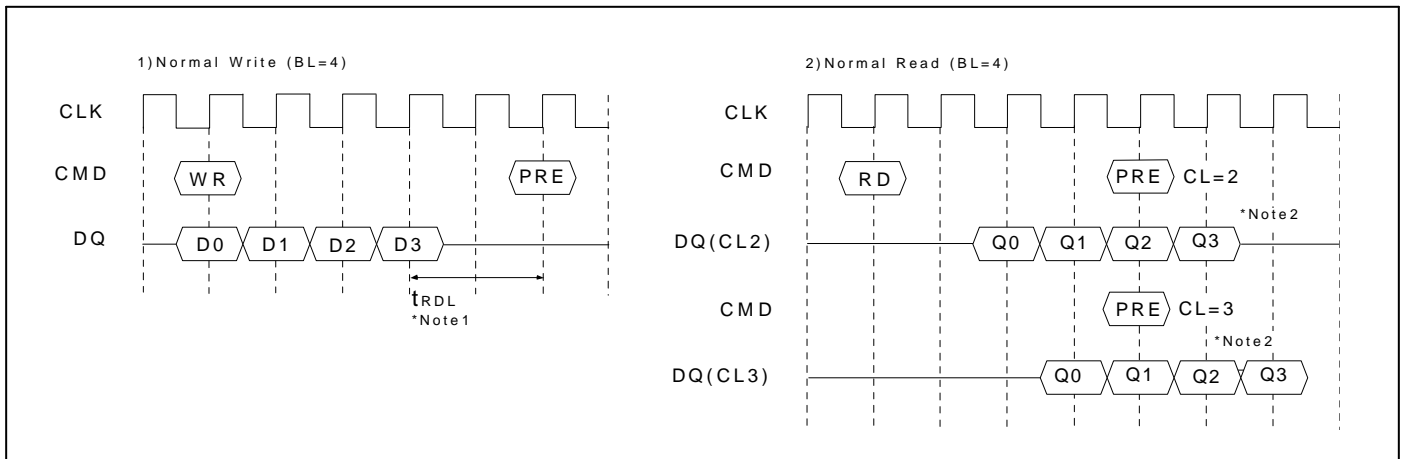 1)Normal Write (BL=4)
CLK
CMD
WR
PRE
DQ
D0
D1
D2
D3
tRDL
*Note1
2)Normal Read (BL=4)
CLK
CMD
RD
PRE
CL=2
*Note2
DQ(CL2)
Q0
Q1
Q2
Q3
CMD
PRE
CL=3
*Note2
DQ(CL3)
Q0
Q1
Q2
Q3